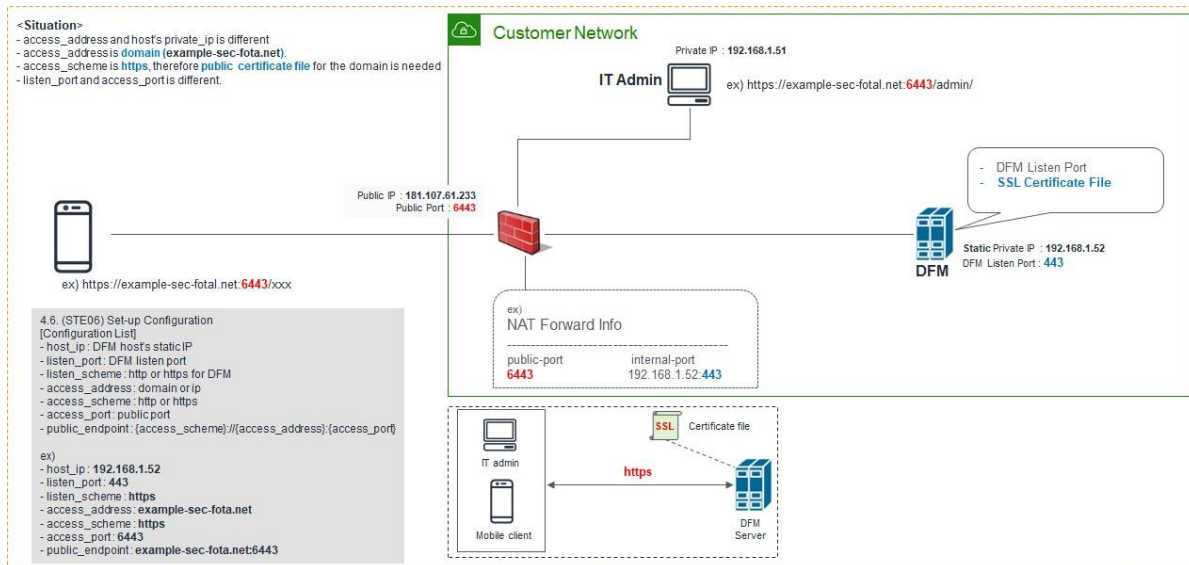 <Situation>
- access_address and host's private_ip is different
- access_address is domain (example-sec-fota.net).
- access_scheme is https, therefore public certificate file for the domain is needed
- listen_port and access_port is different.
Customer Network
Private IP : 192.168.1.51
IT Admin
ex) https://example-sec-fotal.net:6443/admin/
- DFM Listen Port
- SSL Certificate File
Public IP : 181.107.61.233
Public Port : 6443
Static Private IP : 192.168.1.52
DFM Listen Port : 443
DFM
ex) https://example-sec-fotal.net:6443/xxx
ex)
NAT Forward Info
public-port internal-port
6443 192.168.1.52:443
4.6. (STE06) Set-up Configuration
[Configuration List]
- host_ip : DFM host's static IP
- listen_port : DFM listen port
- listen_scheme : http or https for DFM
- access_address : domain or ip
- access_scheme : http or https
- access_port : public port
- public_endpoint : {access_scheme}://{access_address}:{access_port}
ex)
- host_ip : 192.168.1.52
- listen_port : 443
- listen_scheme : https
- access_address : example-sec-fota.net
- access_scheme : https
- access_port : 6443
- public_endpoint : example-sec-fota.net:6443
SSL Certificate file
IT admin
https
Mobile client
DFM
Server